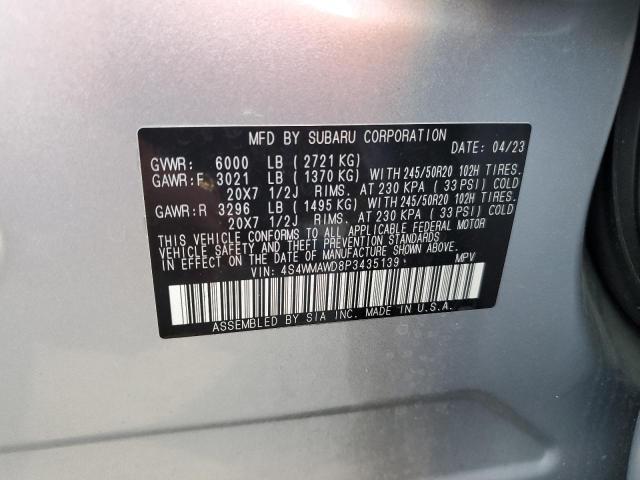 MFD BY SUBARU CORPORATION DATE: 04/23
GVWR: 6000 LB ( 2721 KG)
GAWR:F 3021 LB ( 1370 KG) WITH 245/50R20 102H TIRES.
20X7 1/2J RIMS. AT 230 KPA ( 33 PSI) COLD
GAWR:R 3296 LB ( 1495 KG) WITH 245/50R20 102H TIRES.
20X7 1/2J RIMS. AT 230 KPA ( 33 PSI) COLD
THIS VEHICLE CONFORMS TO ALL APPLICABLE FEDERAL MOTOR
VEHICLE SAFETY AND THEFT PREVENTION STANDARDS
IN EFFECT ON THE DATE OF MANUFACTURE SHOWN ABOVE.
VIN: 4S4WMAWD8P3435139 MPV
ASSEMBLED BY SIA INC. MADE IN U.S.A.